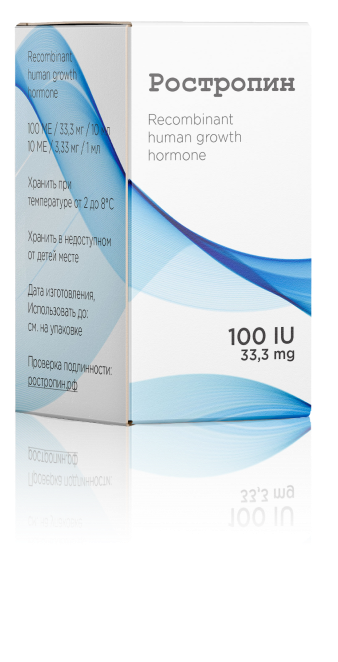 Recombinant
human growth
hormone
100 МЕ / 33,3 мг / 10 мл
10 МЕ / 3,33 мг / 1 мл
Хранить при
температуре от 2 до 8°C
Хранить в недоступном
от детей месте
Дата изготовления,
Использовать до:
см. на упаковке
Проверка подлинности:
ростропин.рф
Ростропин
Recombinant
human growth
hormone
100 IU
33,3 mg